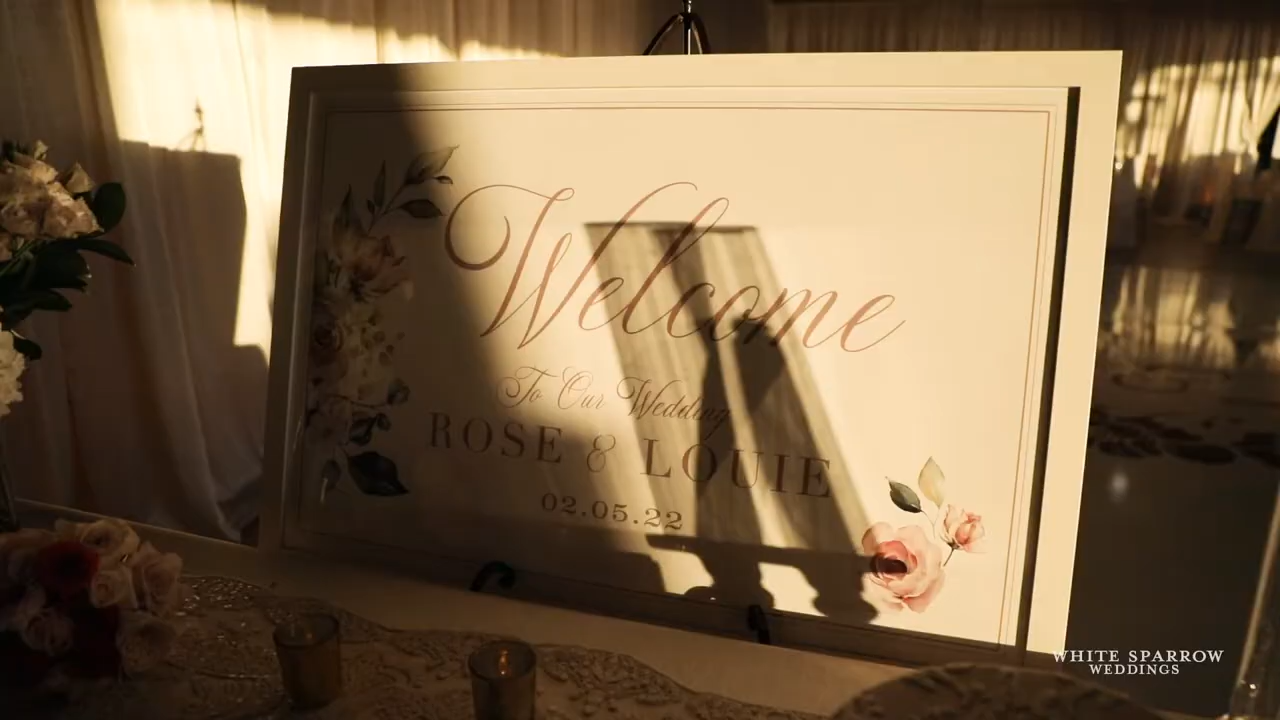 Welcome
To Our Wedding
ROSE & LOUIE
02.05.22
WHITE SPARROW
WEDDINGS